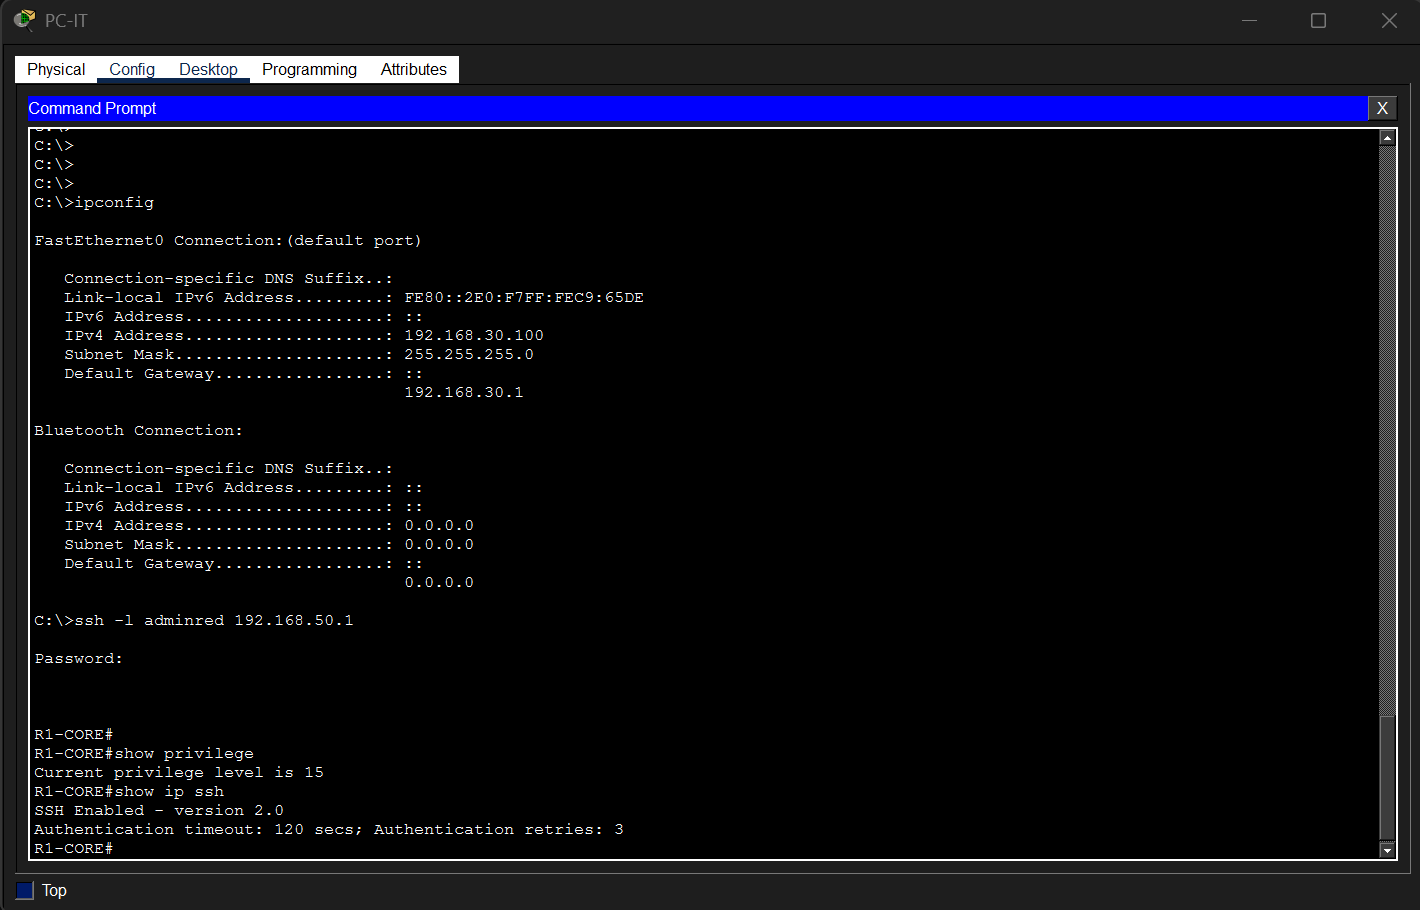 PC-IT
Physical Config Desktop Programming Attributes
Command Prompt X
C:\>
C:\>
C:\>
C:\>
C:\>ipconfig
FastEthernet0 Connection:(default port)
Connection-specific DNS Suffix..:
Link-local IPv6 Address.........: FE80::2E0:F7FF:FEC9:65DE
IPv6 Address....................: ::
IPv4 Address....................: 192.168.30.100
Subnet Mask.....................: 255.255.255.0
Default Gateway.................: ::
192.168.30.1
Bluetooth Connection:
Connection-specific DNS Suffix..:
Link-local IPv6 Address.........: ::
IPv6 Address....................: ::
IPv4 Address....................: 0.0.0.0
Subnet Mask.....................: 0.0.0.0
Default Gateway.................: ::
0.0.0.0
C:\>ssh -l adminred 192.168.50.1
Password:
R1-CORE#
R1-CORE#show privilege
Current privilege level is 15
R1-CORE#show ip ssh
SSH Enabled - version 2.0
Authentication timeout: 120 secs; Authentication retries: 3
R1-CORE#
Top